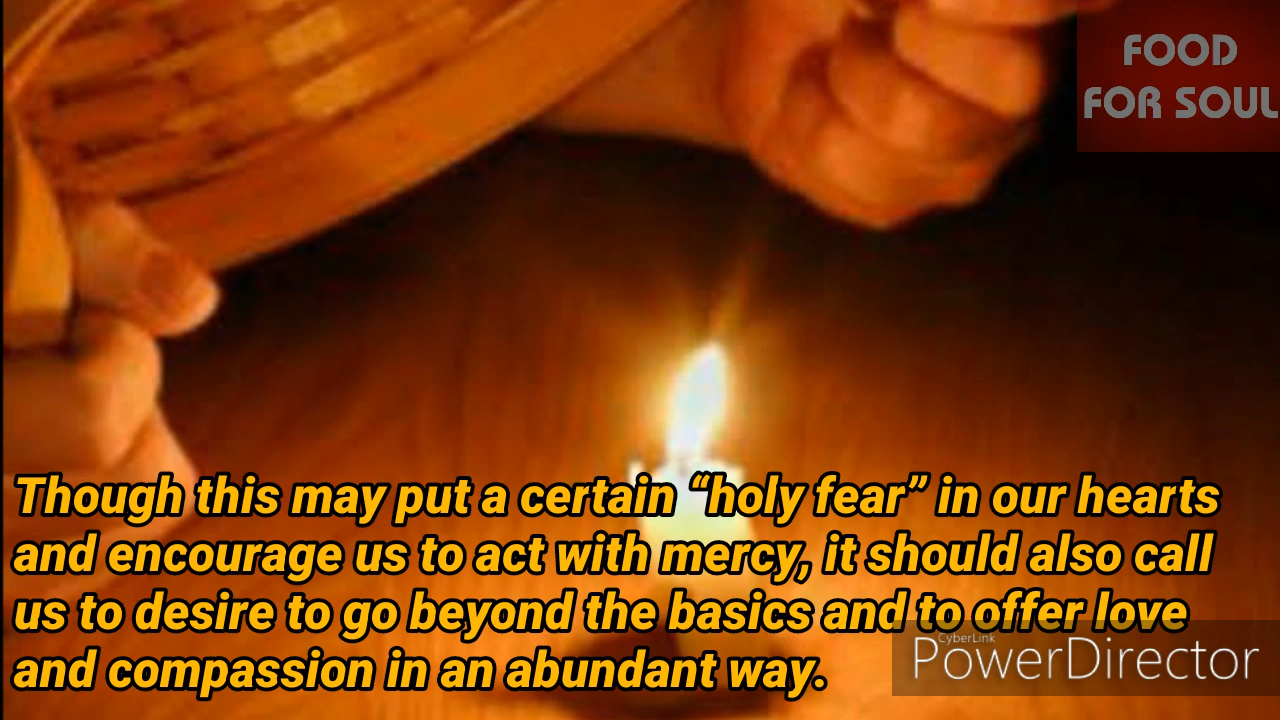 FOOD
FOR SOUL
Though this may put a certain “holy fear” in our hearts
and encourage us to act with mercy, it should also call
us to desire to go beyond the basics and to offer love
and compassion in an abundant way.
CyberLink
PowerDirector